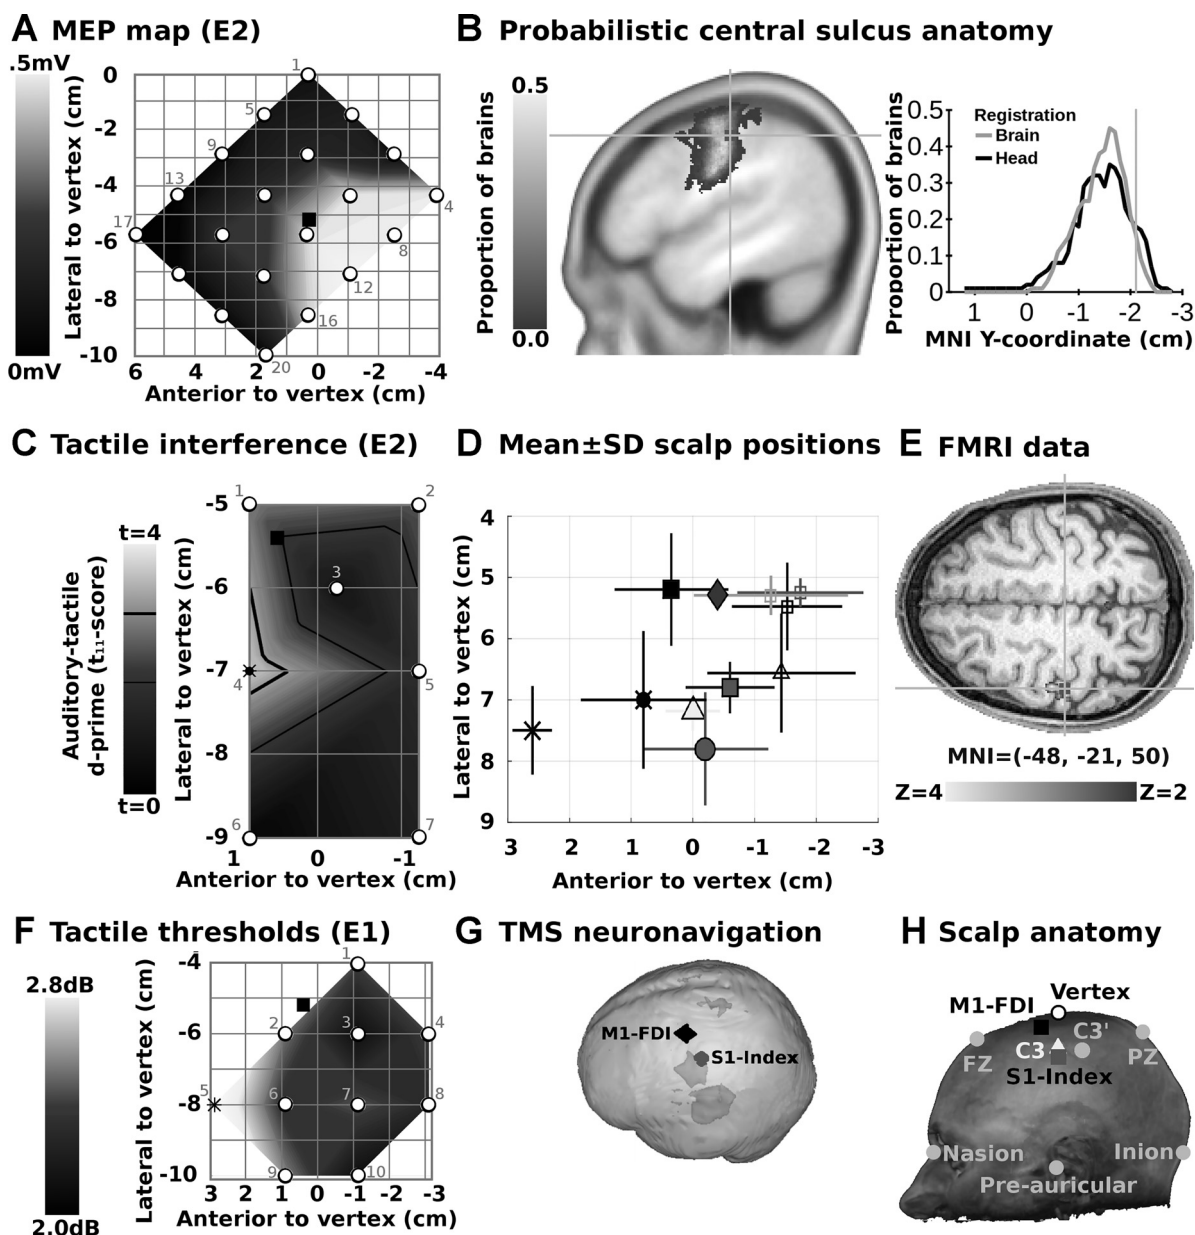 A MEP map (E2)
.5mV
0mV
Lateral to vertex (cm)
0
-2
-4
-6
-8
-10
1
5
9
13
17
4
8
12
16
20
6 4 2 0 -2 -4
Anterior to vertex (cm)
B Probabilistic central sulcus anatomy
0.5
Proportion of brains
0.0
Proportion of brains
0.5
0.4
0.3
0.2
0.1
0
Registration
Brain
Head
1 0 -1 -2 -3
MNI Y-coordinate (cm)
C Tactile interference (E2)
Auditory-tactile
d-prime (t₁₁-score)
t=4
t=0
Lateral to vertex (cm)
-5
-6
-7
-8
-9
1 2
3
4 5
6 7
1 0 -1
Anterior to vertex (cm)
D Mean±SD scalp positions
Lateral to vertex (cm)
4
5
6
7
8
9
3 2 1 0 -1 -2 -3
Anterior to vertex (cm)
E FMRI data
MNI=(-48, -21, 50)
Z=4 Z=2
F Tactile thresholds (E1)
2.8dB
2.0dB
Lateral to vertex (cm)
-4
-6
-8
-10
1
2 3 4
5 6 7 8
9 10
3 2 1 0 -1 -2 -3
Anterior to vertex (cm)
G TMS neuronavigation
M1-FDI
S1-Index
H Scalp anatomy
Vertex
M1-FDI
C3'
FZ C3 PZ
S1-Index
Nasion Inion
Pre-auricular